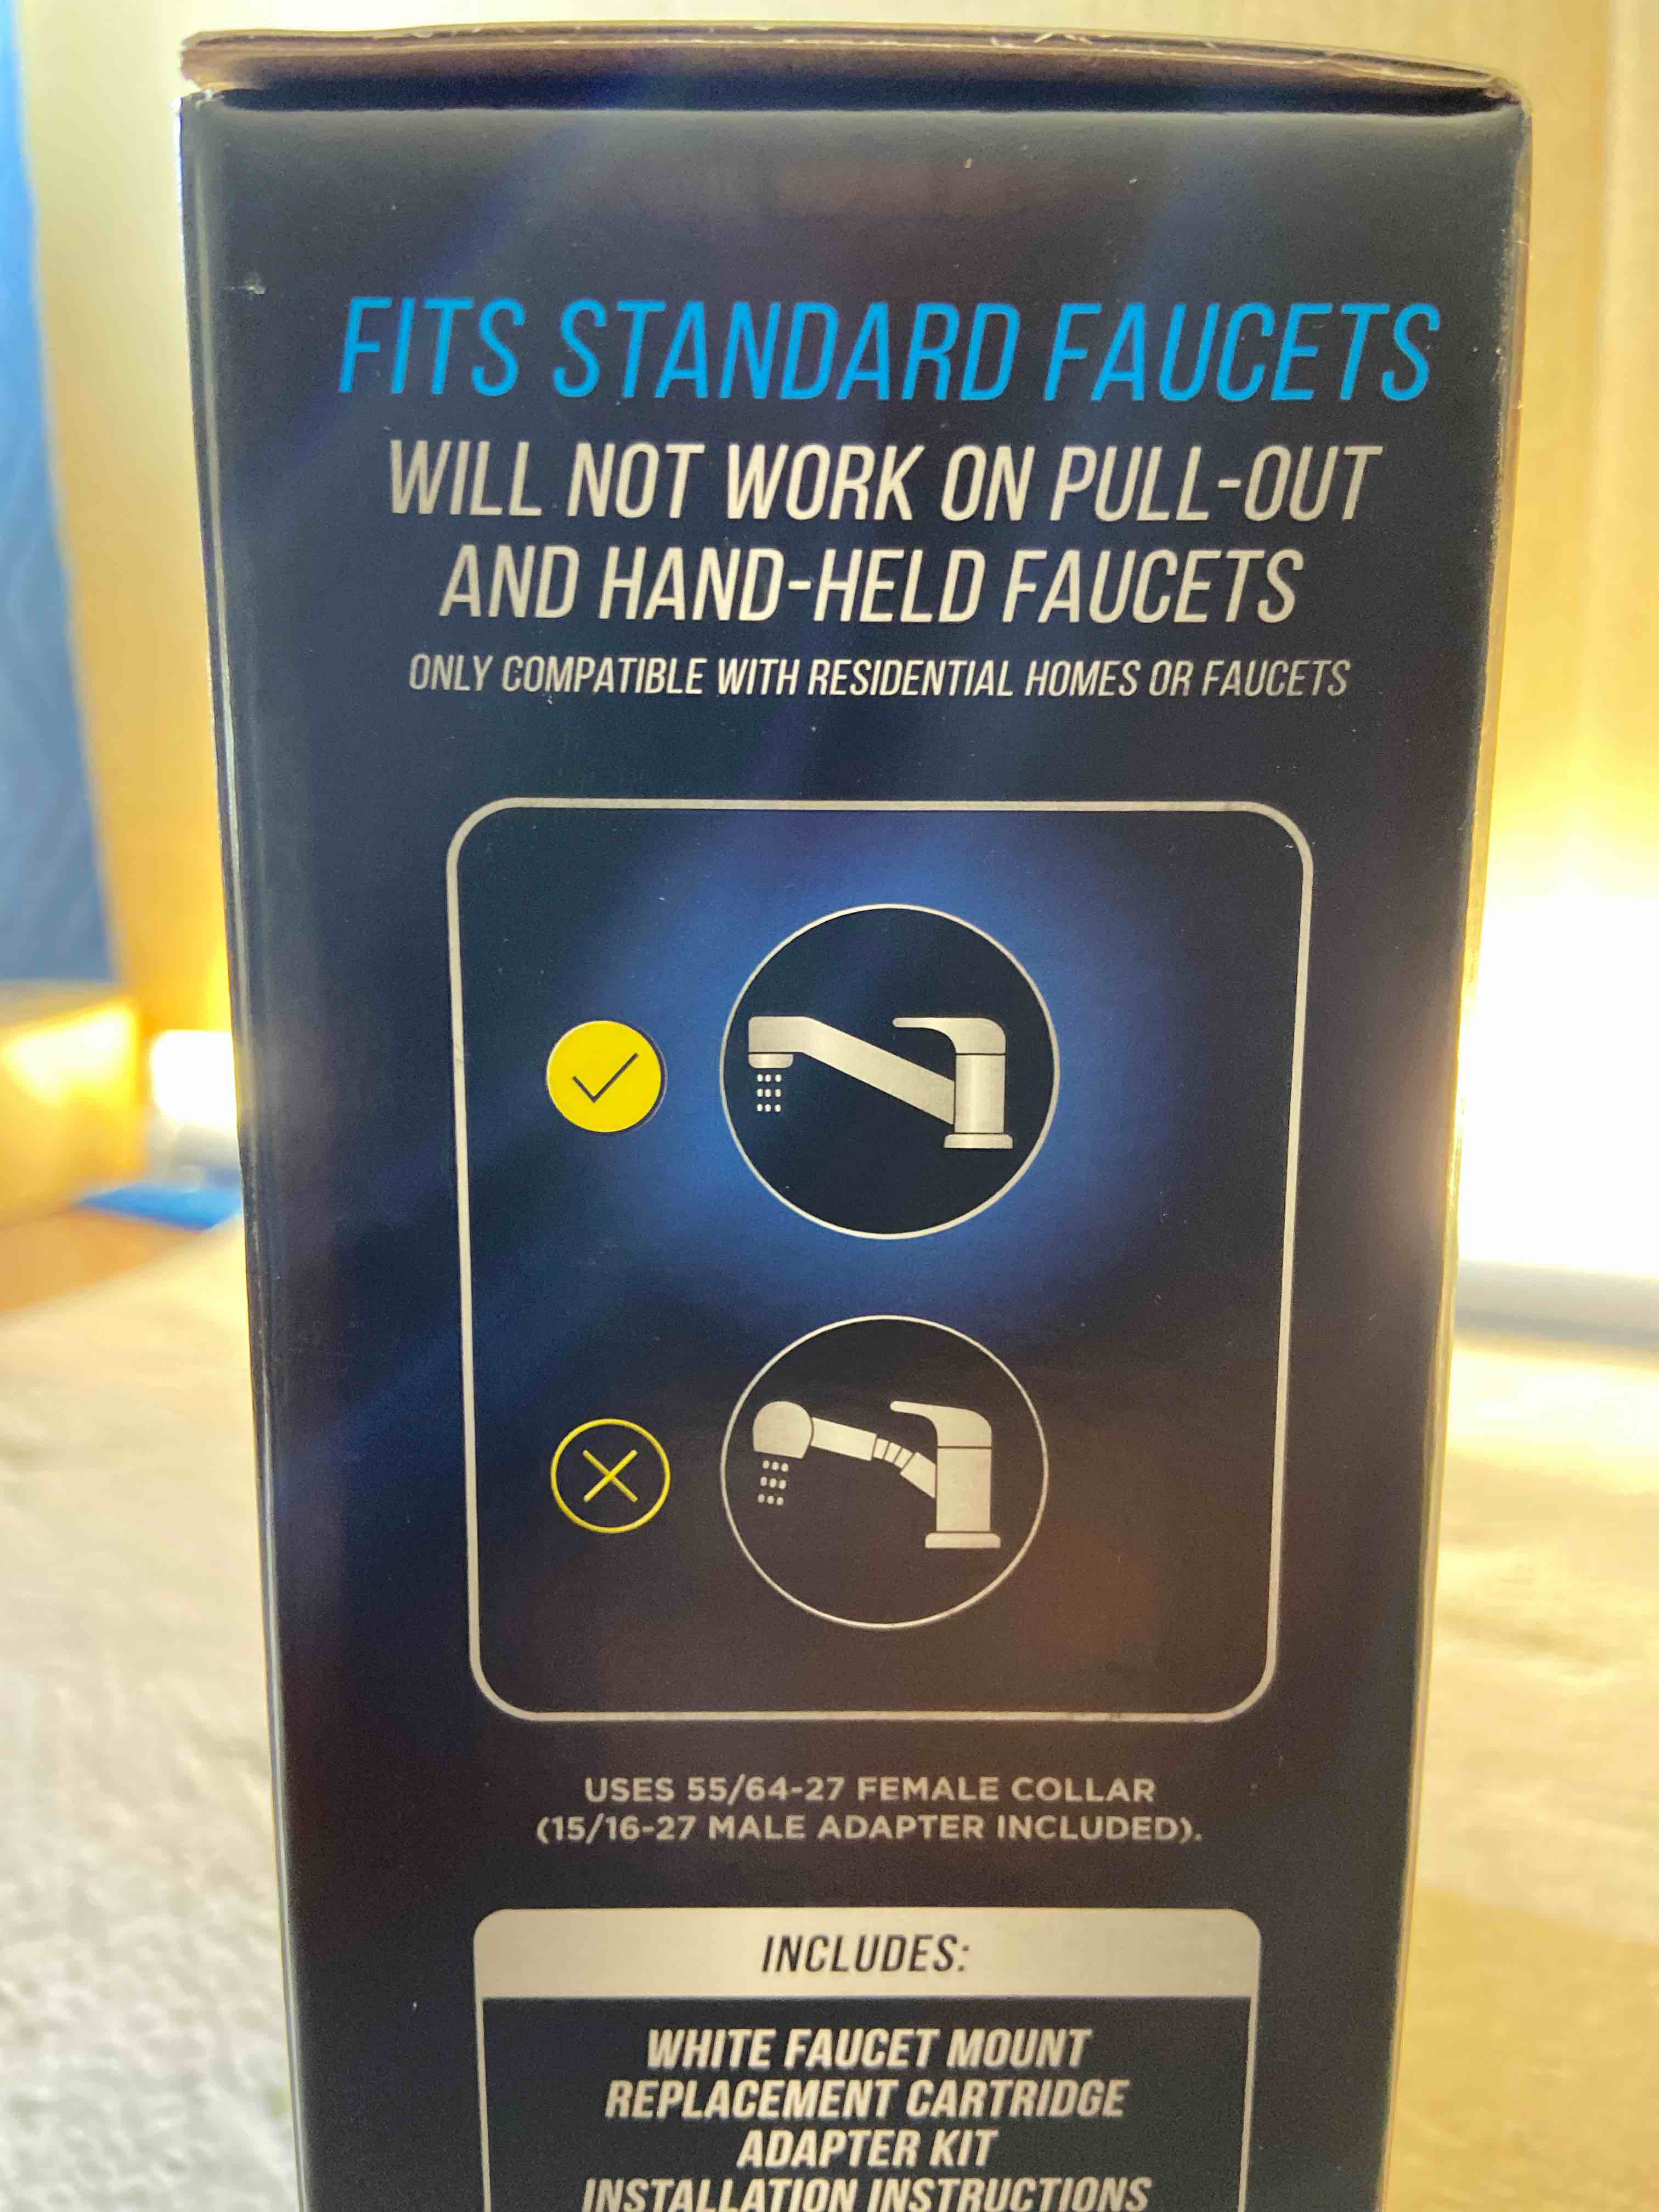 FITS STANDARD FAUCETS
WILL NOT WORK ON PULL-OUT
AND HAND-HELD FAUCETS
ONLY COMPATIBLE WITH RESIDENTIAL HOMES OR FAUCETS
USES 55/64-27 FEMALE COLLAR
(15/16-27 MALE ADAPTER INCLUDED).
INCLUDES:
WHITE FAUCET MOUNT
REPLACEMENT CARTRIDGE
ADAPTER KIT
INSTALLATION INSTRUCTIONS